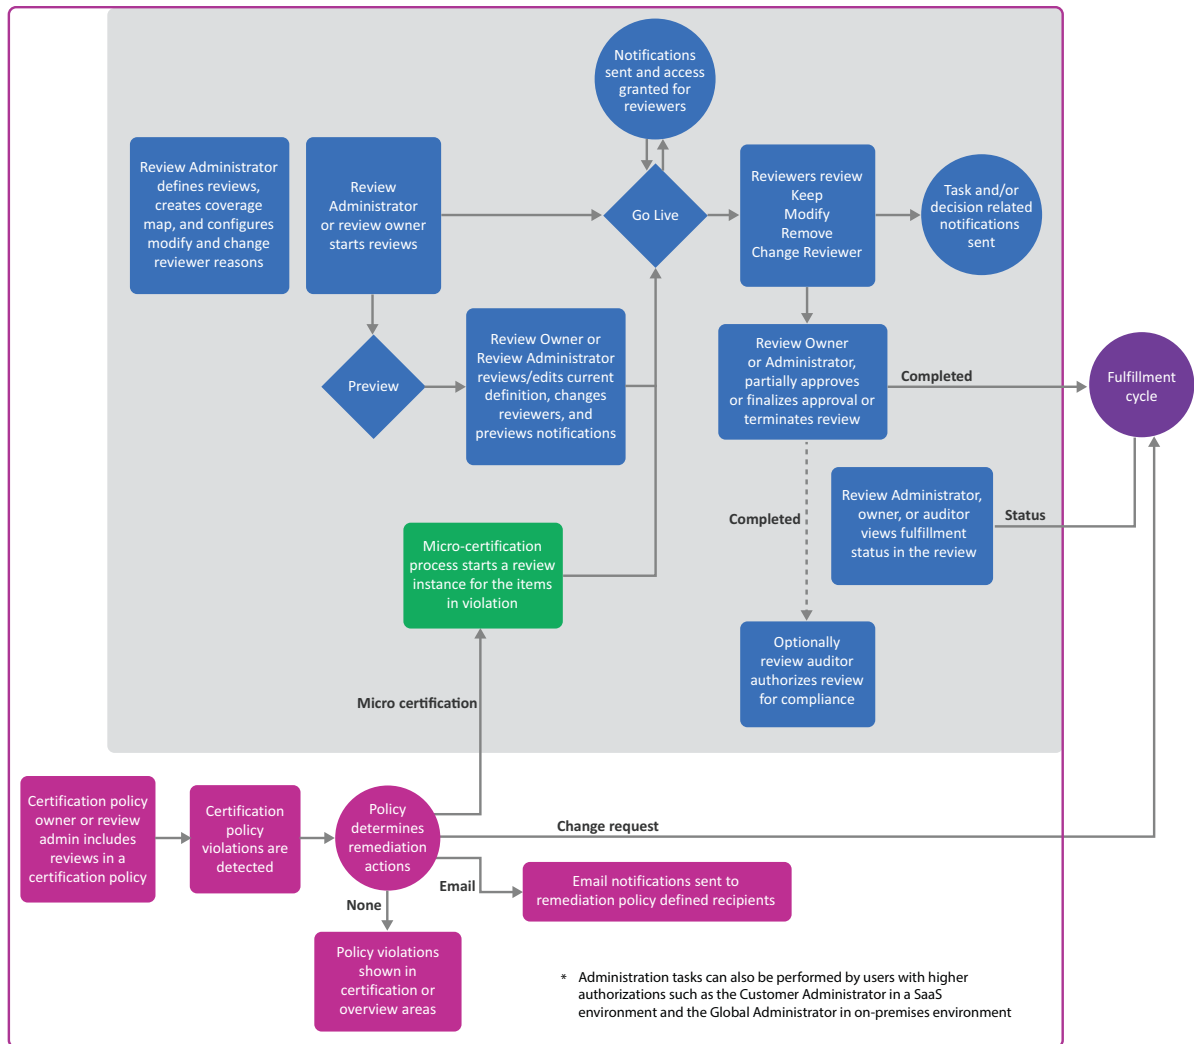 Notifications
sent and access
granted for
reviewers
Review Administrator
defines reviews,
creates coverage
map, and configures
modify and change
reviewer reasons
Review
Administrator
or review owner
starts reviews
Go Live
Reviewers review
Keep
Modify
Remove
Change Reviewer
Task and/or
decision related
notifications
sent
Preview
Review Owner or
Review Administrator
reviews/edits current
definition, changes
reviewers, and
previews notifications
Review Owner
or Administrator,
partially approves
or finalizes approval or
terminates review
Completed
Fulfillment
cycle
Completed
Review Administrator,
owner, or auditor
views fulfillment
status in the review
Status
Micro-certification
process starts a review
instance for the items
in violation
Optionally
review auditor
authorizes review
for compliance
Micro certification
Certification policy
owner or review
admin includes
reviews in a
certification policy
Certification
policy
violations are
detected
Policy
determines
remediation
actions
Change request
Email
Email notifications sent to
remediation policy defined recipients
None
Policy violations
shown in
certification or
overview areas
* Administration tasks can also be performed by users with higher
authorizations such as the Customer Administrator in a SaaS
environment and the Global Administrator in on-premises environment